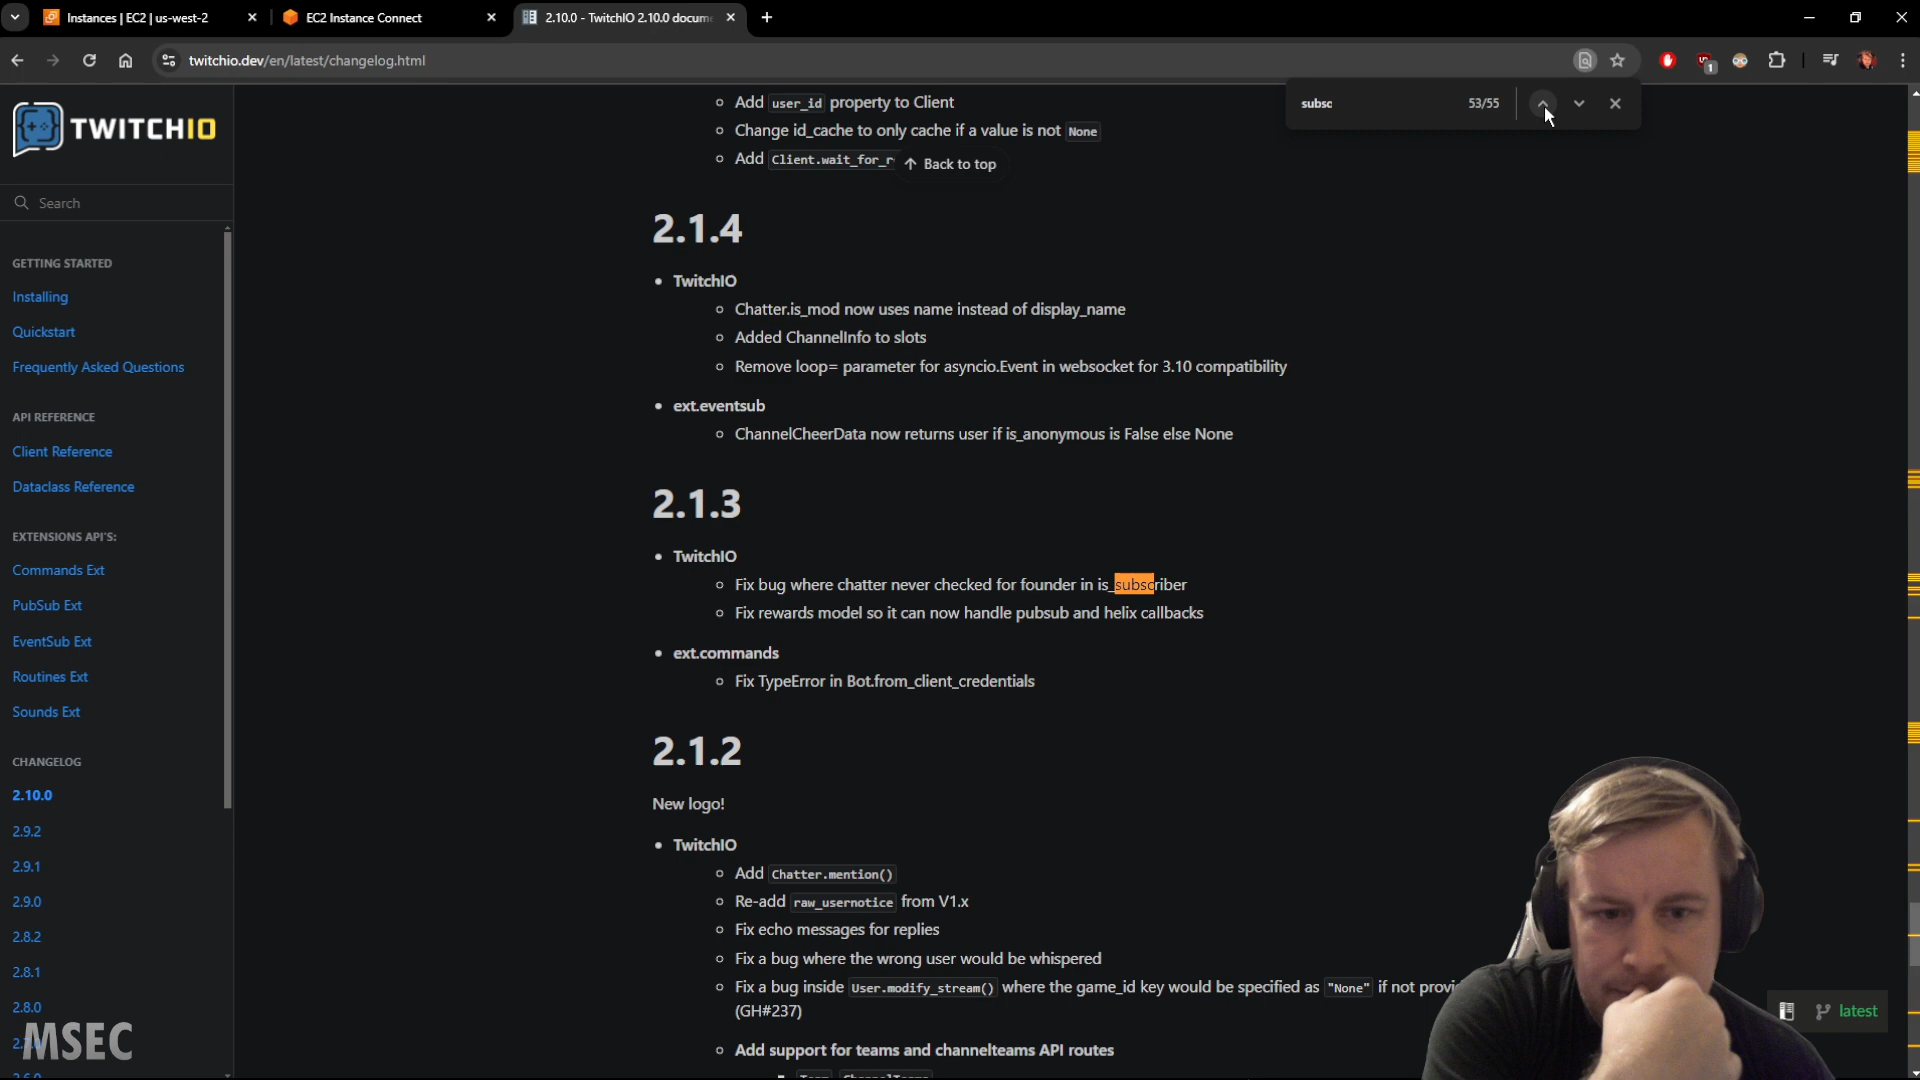 Instances | EC2 | us-west-2
EC2 Instance Connect
2.10.0 - TwitchIO 2.10.0 docum
twitchio.dev/en/latest/changelog.html
1
subsc
53/55
TWITCHIO
Search
GETTING STARTED
Installing
Quickstart
Frequently Asked Questions
API REFERENCE
Client Reference
Dataclass Reference
EXTENSIONS API'S:
Commands Ext
PubSub Ext
EventSub Ext
Routines Ext
Sounds Ext
CHANGELOG
2.10.0
2.9.2
2.9.1
2.9.0
2.8.2
2.8.1
2.8.0
MSEC
Add user_id property to Client
Change id_cache to only cache if a value is not None
Add Client.wait_for_r
Back to top
2.1.4
TwitchIO
Chatter.is_mod now uses name instead of display_name
Added ChannelInfo to slots
Remove loop= parameter for asyncio.Event in websocket for 3.10 compatibility
ext.eventsub
ChannelCheerData now returns user if is_anonymous is False else None
2.1.3
TwitchIO
Fix bug where chatter never checked for founder in is_subscriber
Fix rewards model so it can now handle pubsub and helix callbacks
ext.commands
Fix TypeError in Bot.from_client_credentials
2.1.2
New logo!
TwitchIO
Add Chatter.mention()
Re-add raw_usernotice from V1.x
Fix echo messages for replies
Fix a bug where the wrong user would be whispered
Fix a bug inside User.modify_stream() where the game_id key would be specified as "None" if not provi
(GH#237)
Add support for teams and channelteams API routes
latest